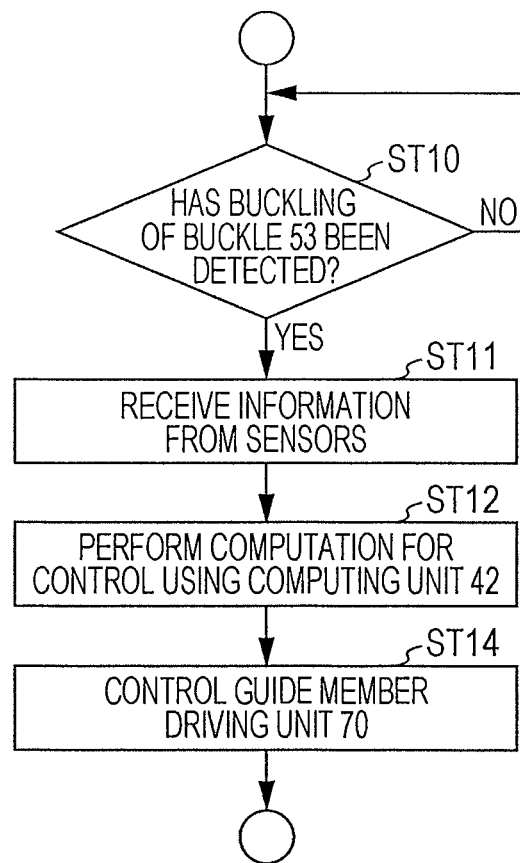 ST10
HAS BUCKLING
OF BUCKLE 53 BEEN
DETECTED?
NO
YES
ST11
RECEIVE INFORMATION
FROM SENSORS
ST12
PERFORM COMPUTATION FOR
CONTROL USING COMPUTING UNIT 42
ST14
CONTROL GUIDE MEMBER
DRIVING UNIT 70